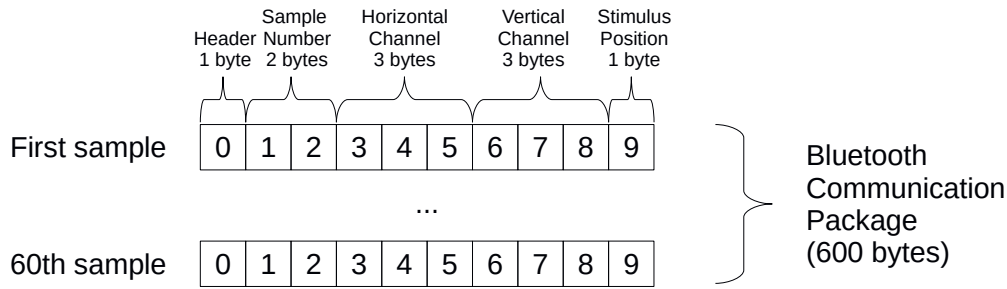 Header
1 byte
Sample
Number
2 bytes
Horizontal
Channel
3 bytes
Vertical
Channel
3 bytes
Stimulus
Position
1 byte
First sample
0 1 2 3 4 5 6 7 8 9
...
60th sample
0 1 2 3 4 5 6 7 8 9
Bluetooth
Communication
Package
(600 bytes)